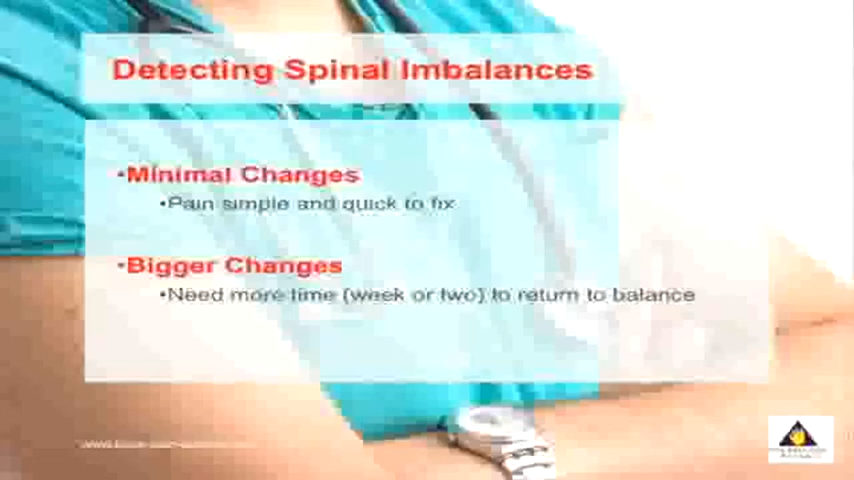 Detecting Spinal Imbalances
•Minimal Changes
•Pain simple and quick to fix
•Bigger Changes
•Need more time (week or two) to return to balance